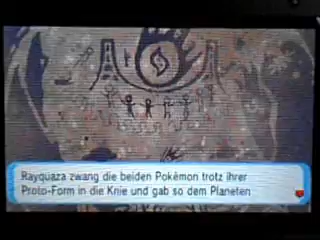 Rayquaza zwang die beiden Pokémon trotz ihrer
Proto-Form in die Knie und gab so dem Planeten